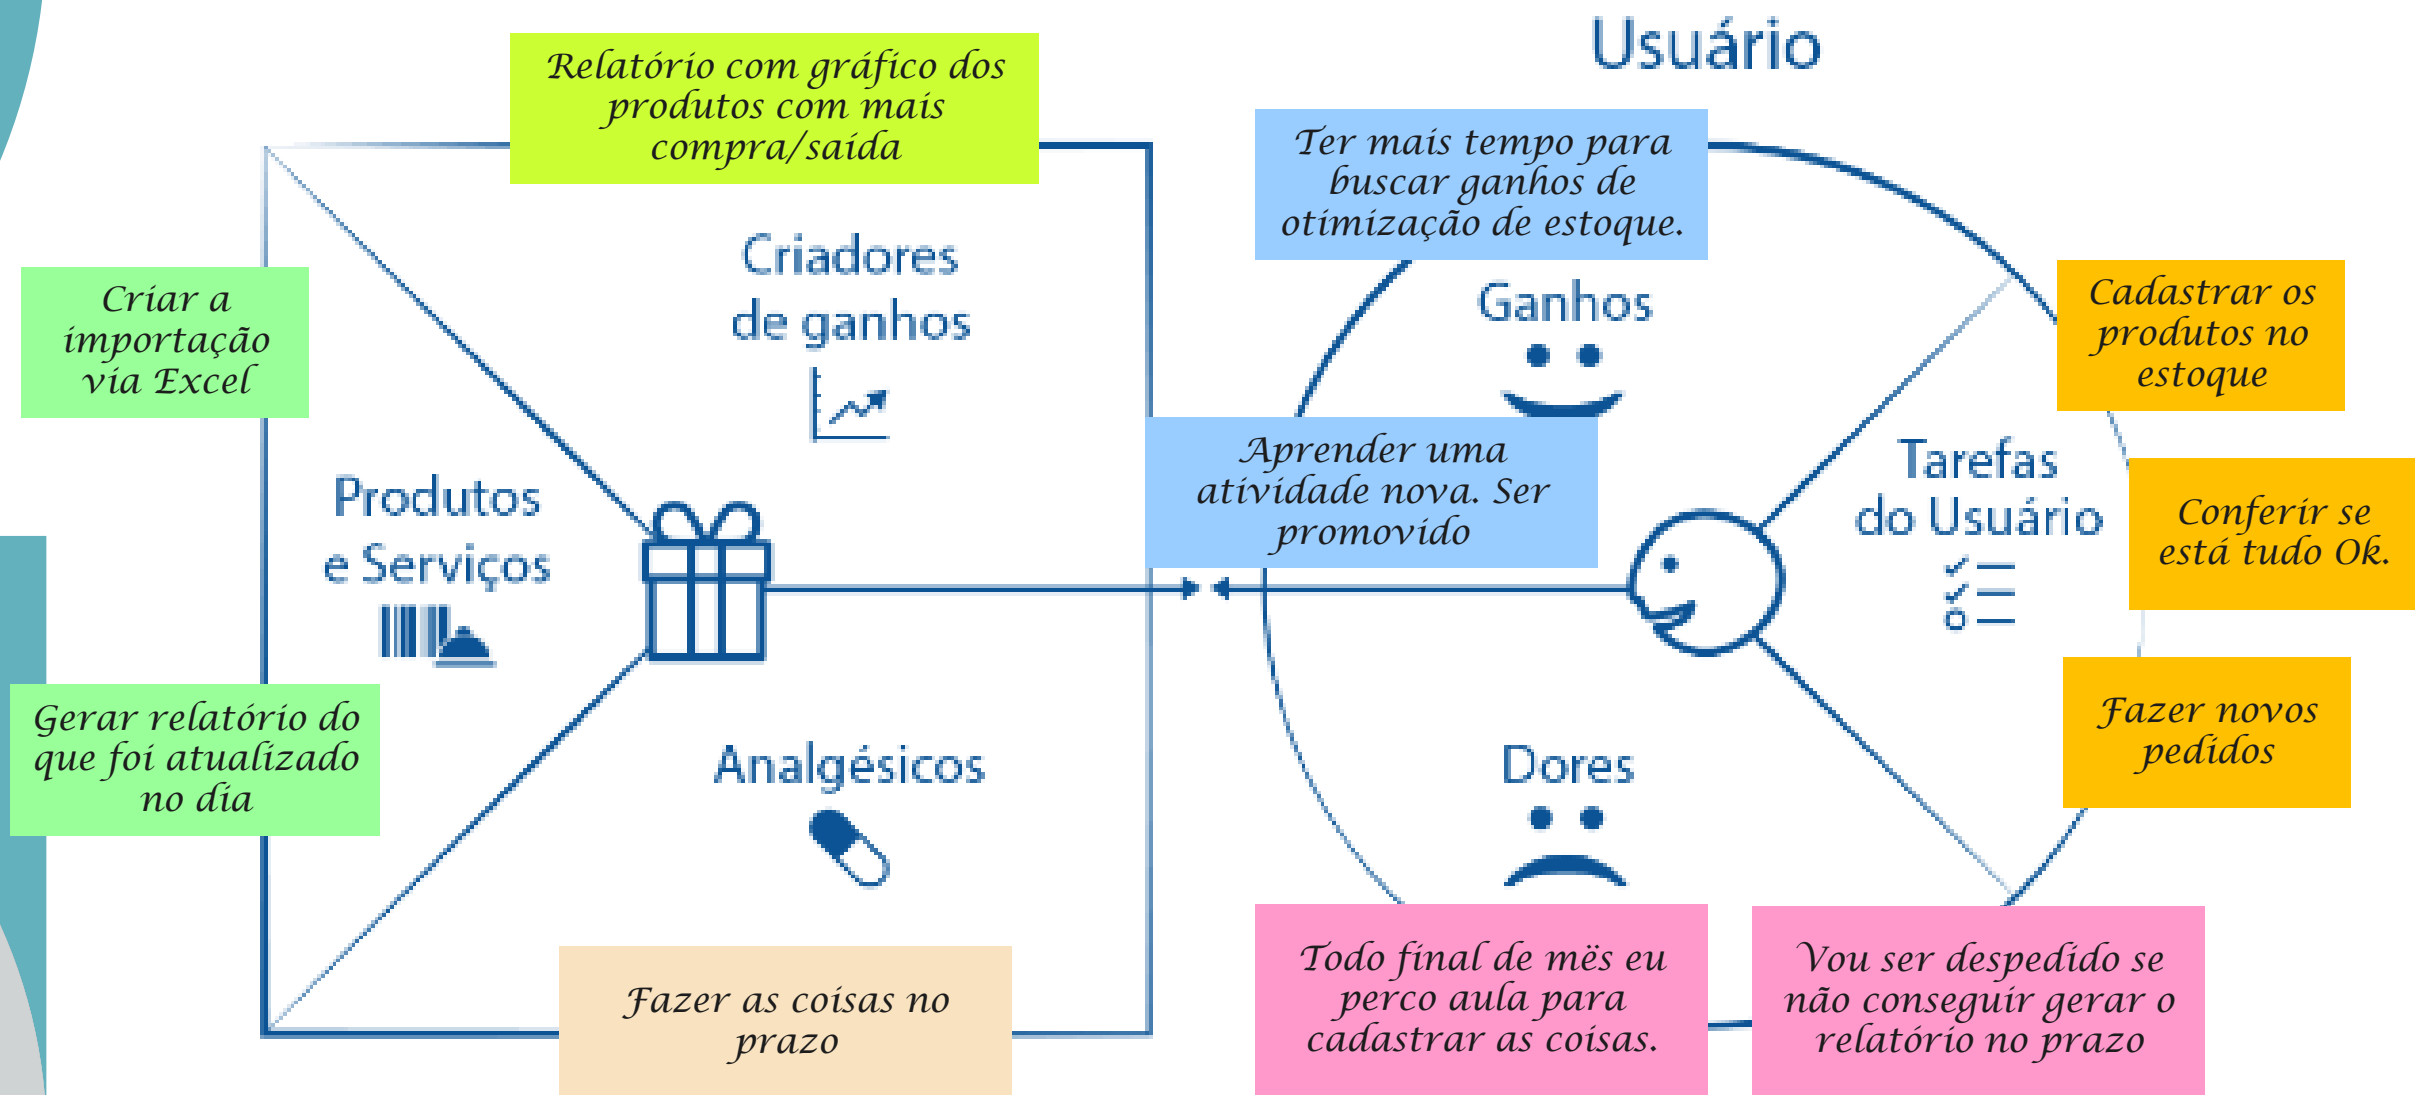 Usuário
Relatório com gráfico dos
produtos com mais
compra/saída
Ter mais tempo para
buscar ganhos de
otimização de estoque.
Criadores
de ganhos
Ganhos
Criar a
importação
via Excel
Cadastrar os
produtos no
estoque
Aprender uma
atividade nova. Ser
promovido
Tarefas
do Usuário
Produtos
e Serviços
Conferir se
está tudo Ok.
Gerar relatório do
que foi atualizado
no dia
Analgésicos
Dores
Fazer novos
pedidos
Fazer as coisas no
prazo
Todo final de mës eu
perco aula para
cadastrar as coisas.
Vou ser despedido se
não conseguir gerar o
relatório no prazo